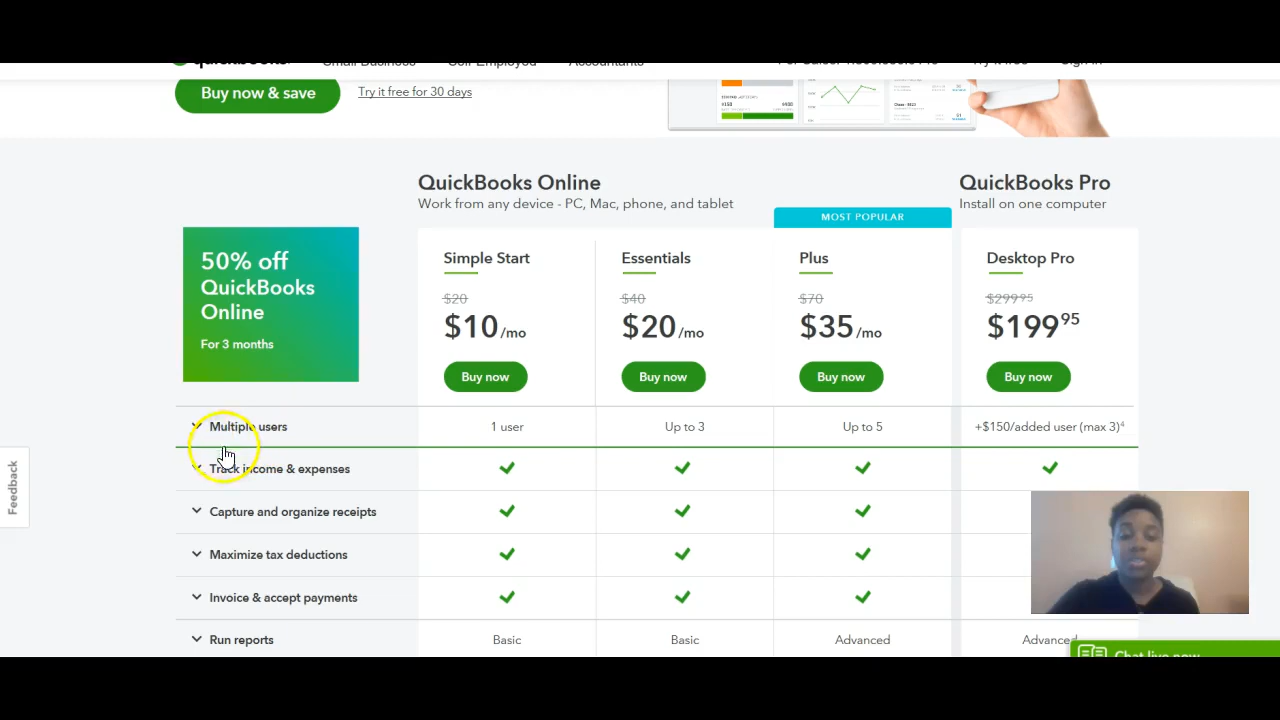 Buy now & save
Try it free for 30 days
QuickBooks Online
Work from any device - PC, Mac, phone, and tablet
QuickBooks Pro
Install on one computer
MOST POPULAR
50% off
QuickBooks
Online
For 3 months
Simple Start
$20
$10/mo
Buy now
Essentials
$40
$20/mo
Buy now
Plus
$70
$35/mo
Buy now
Desktop Pro
$299 95
$199 95
Buy now
Multiple users 1 user Up to 3 Up to 5 +$150/added user (max 3)4
Track income & expenses
Capture and organize receipts
Maximize tax deductions
Invoice & accept payments
Run reports Basic Basic Advanced Advanced
Feedback
Chat live now